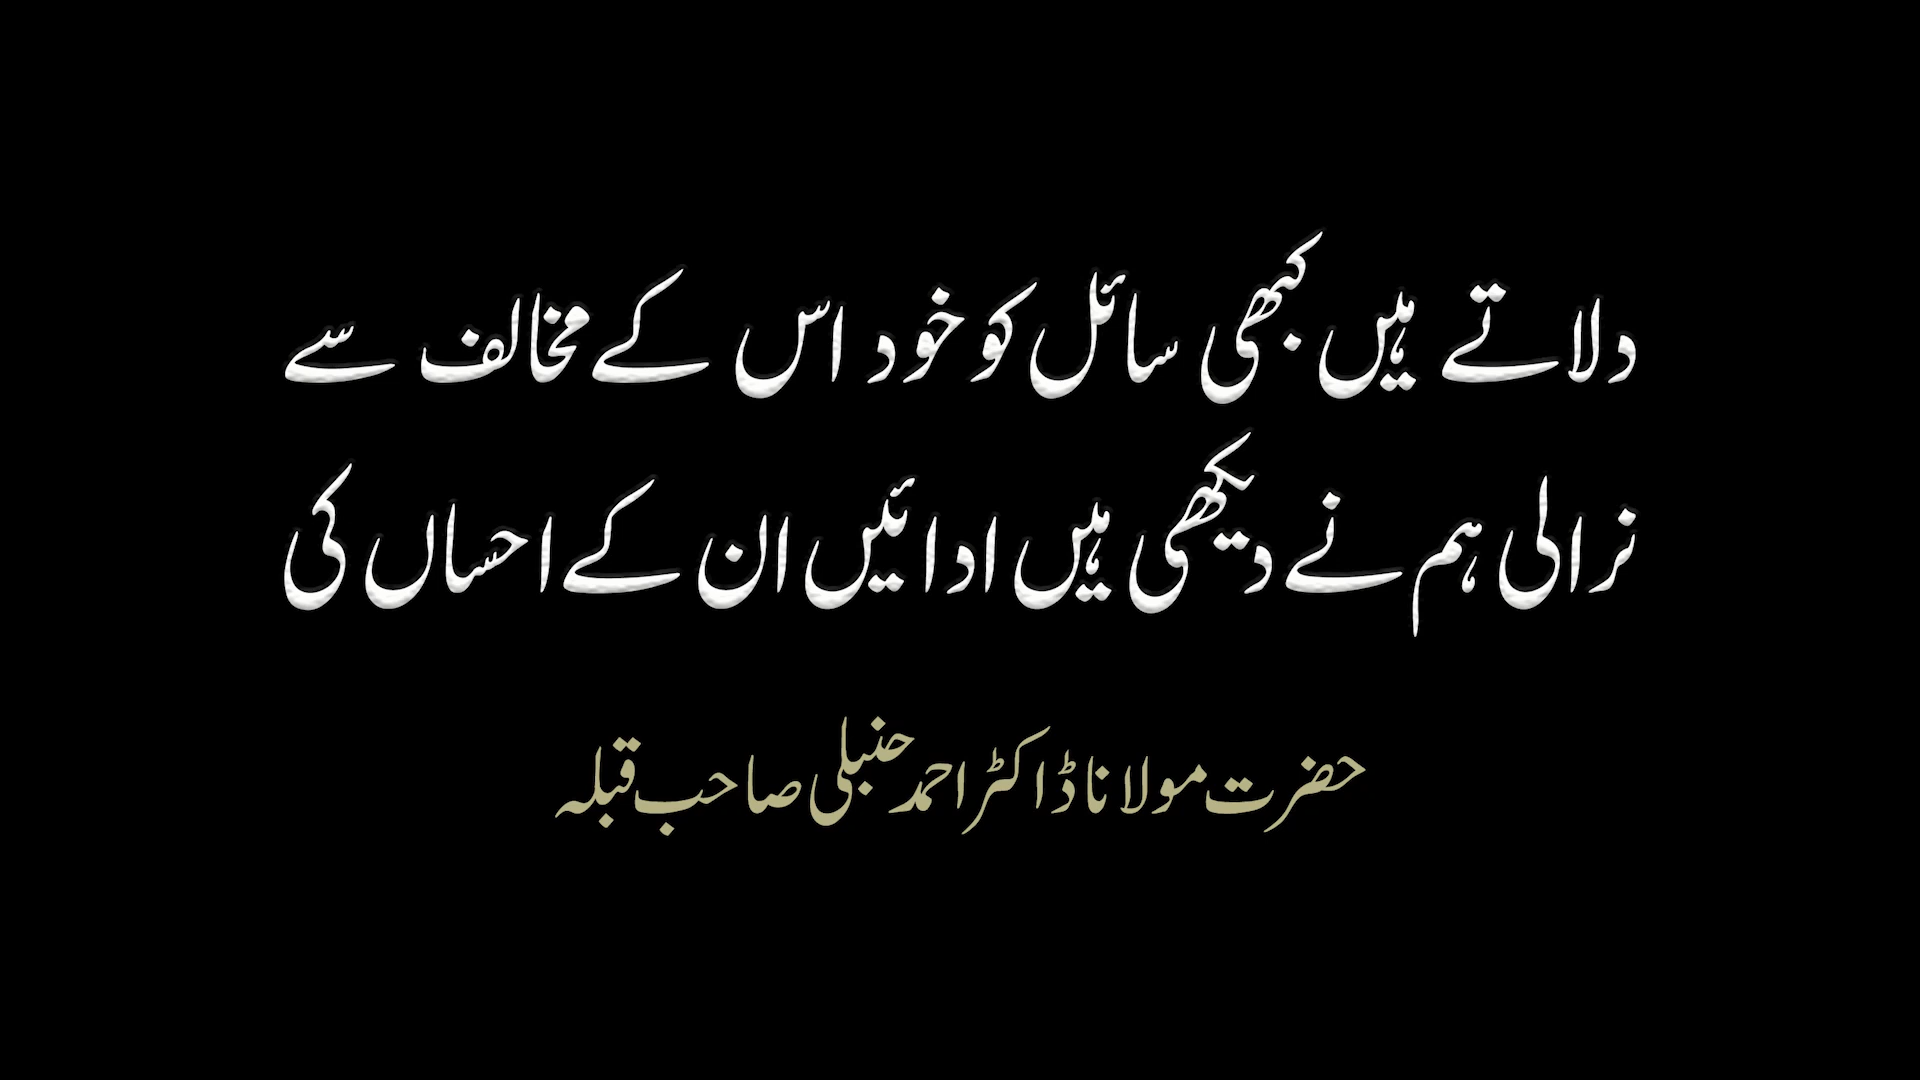 دلاتے ہیں کبھی سائل کو خود اس کے مخالف سے
نرالی ہم نے دیکھی ہیں ادائیں ان کے احساں کی
حضرت مولانا ڈاکٹر احمد حنبلی صاحب قبلہ